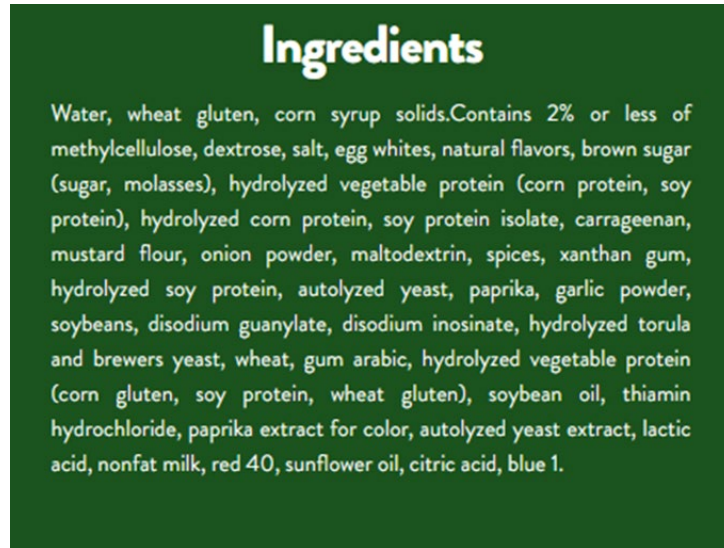 Ingredients
Water, wheat gluten, corn syrup solids.Contains 2% or less of
methylcellulose, dextrose, salt, egg whites, natural flavors, brown sugar
(sugar, molasses), hydrolyzed vegetable protein (corn protein, soy
protein), hydrolyzed corn protein, soy protein isolate, carrageenan,
mustard flour, onion powder, maltodextrin, spices, xanthan gum,
hydrolyzed soy protein, autolyzed yeast, paprika, garlic powder,
soybeans, disodium guanylate, disodium inosinate, hydrolyzed torula
and brewers yeast, wheat, gum arabic, hydrolyzed vegetable protein
(corn gluten, soy protein, wheat gluten), soybean oil, thiamin
hydrochloride, paprika extract for color, autolyzed yeast extract, lactic
acid, nonfat milk, red 40, sunflower oil, citric acid, blue 1.